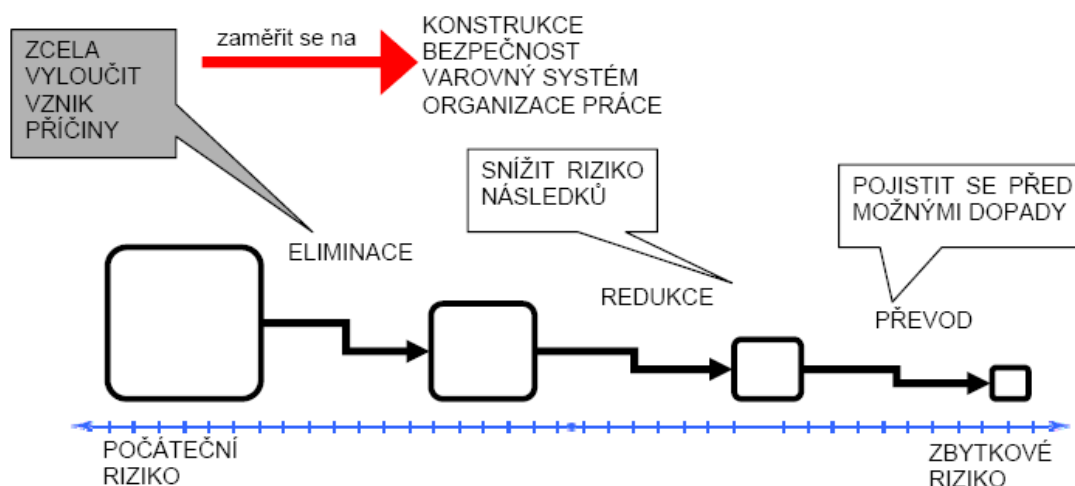 ZCELA
VYLOUČIT
VZNIK
PŘÍČINY
zaměřit se na
KONSTRUKCE
BEZPEČNOST
VAROVNÝ SYSTÉM
ORGANIZACE PRÁCE
SNÍŽIT RIZIKO
NÁSLEDKŮ
POJISTIT SE PŘED
MOŽNÝMI DOPADY
ELIMINACE
REDUKCE
PŘEVOD
POČÁTEČNÍ
RIZIKO
ZBYTKOVÉ
RIZIKO